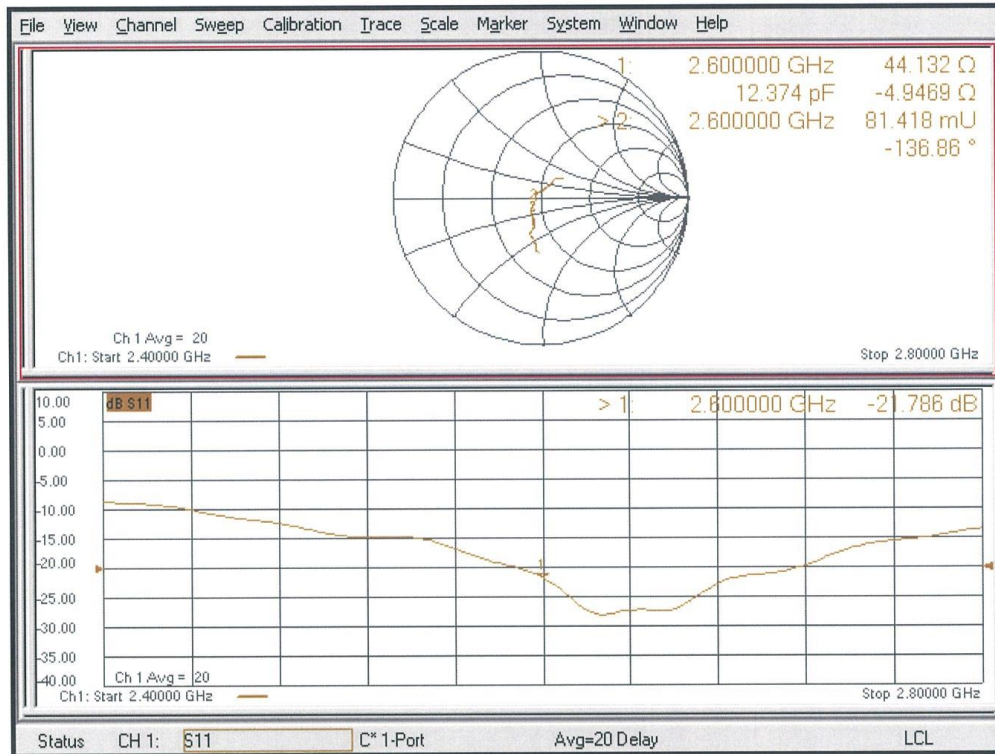 File View Channel Sweep Calibration Trace Scale Marker System Window Help
1: 2.600000 GHz 44.132 Ω
12.374 pF -4.9469 Ω
> 2: 2.600000 GHz 81.418 mU
-136.86 °
Ch 1 Avg = 20
Ch1: Start 2.40000 GHz Stop 2.80000 GHz
10.00 dB S11 > 1: 2.600000 GHz -21.786 dB
5.00
0.00
-5.00
-10.00
-15.00
-20.00
1
-25.00
-30.00
-35.00
-40.00
Ch 1 Avg = 20
Ch1: Start 2.40000 GHz Stop 2.80000 GHz
Status CH 1: S11 C* 1-Port Avg=20 Delay LCL